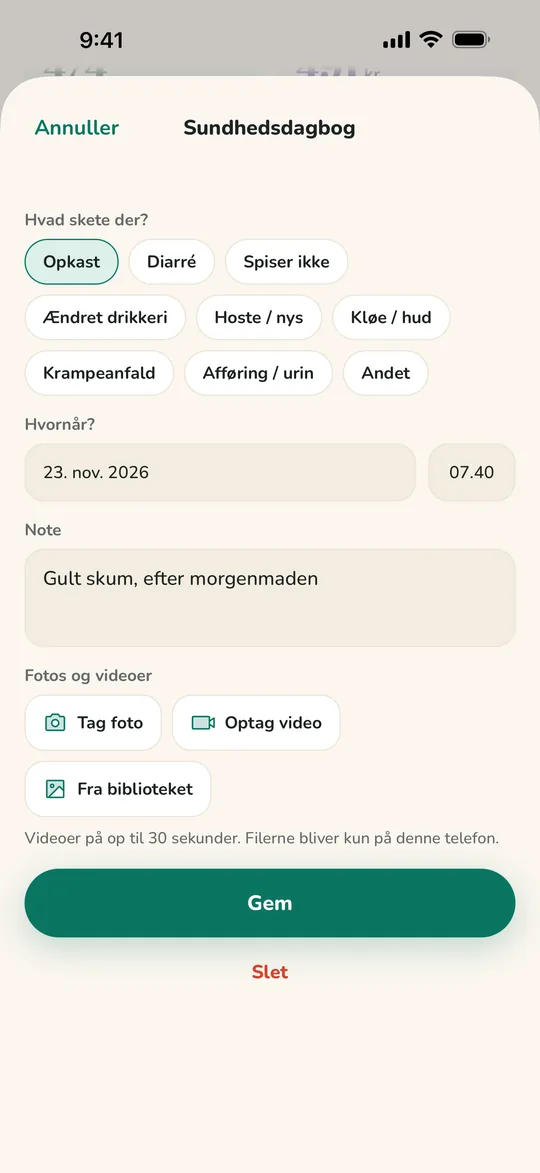 9:41
Annuller
Sundhedsdagbog
Hvad skete der?
Opkast
Diarré
Spiser ikke
Ændret drikkeri
Hoste / nys
Kløe / hud
Krampeanfald
Afføring / urin
Andet
Hvornår?
23. nov. 2026
07.40
Note
Gult skum, efter morgenmaden
Fotos og videoer
Tag foto
Optag video
Fra biblioteket
Videoer på op til 30 sekunder. Filerne bliver kun på denne telefon.
Gem
Slet